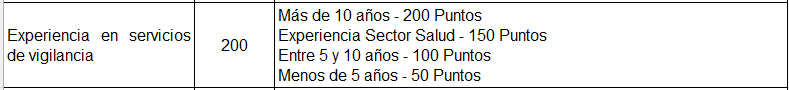 Experiencia en servicios
de vigilancia
200
Más de 10 años - 200 Puntos
Experiencia Sector Salud - 150 Puntos
Entre 5 y 10 años - 100 Puntos
Menos de 5 años - 50 Puntos